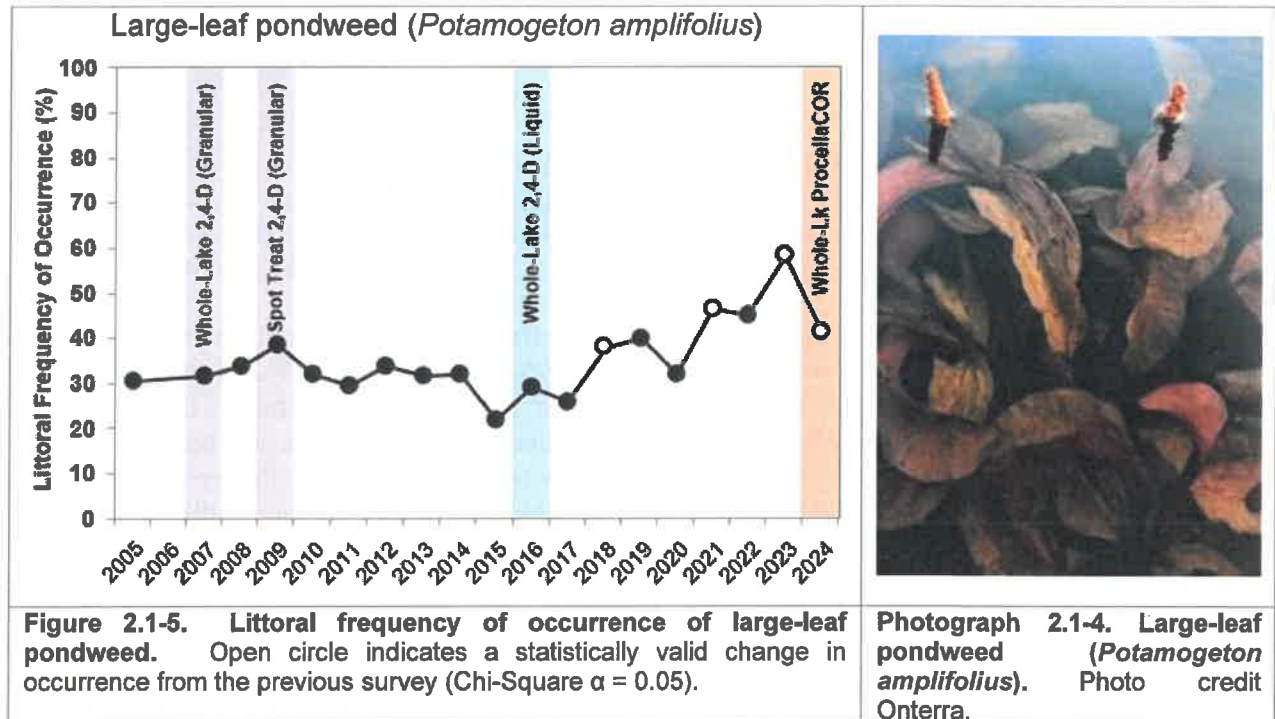 Large-leaf pondweed (Potamogeton amplifolius)
Littoral Frequency of Occurrence (%)
100
90
80
70
60
50
40
30
20
10
0
Whole-Lake 2,4-D (Granular)
Spot Treat 2,4-D (Granular)
Whole-Lake 2,4-D (Liquid)
Whole-Lk ProcellaCOR
2005
2006
2007
2008
2009
2010
2011
2012
2013
2014
2015
2016
2017
2018
2019
2020
2021
2022
2023
2024
Figure 2.1-5. Littoral frequency of occurrence of large-leaf
pondweed. Open circle indicates a statistically valid change in
occurrence from the previous survey (Chi-Square α = 0.05).
Photograph 2.1-4. Large-leaf
pondweed (Potamogeton
amplifolius). Photo credit
Onterra.